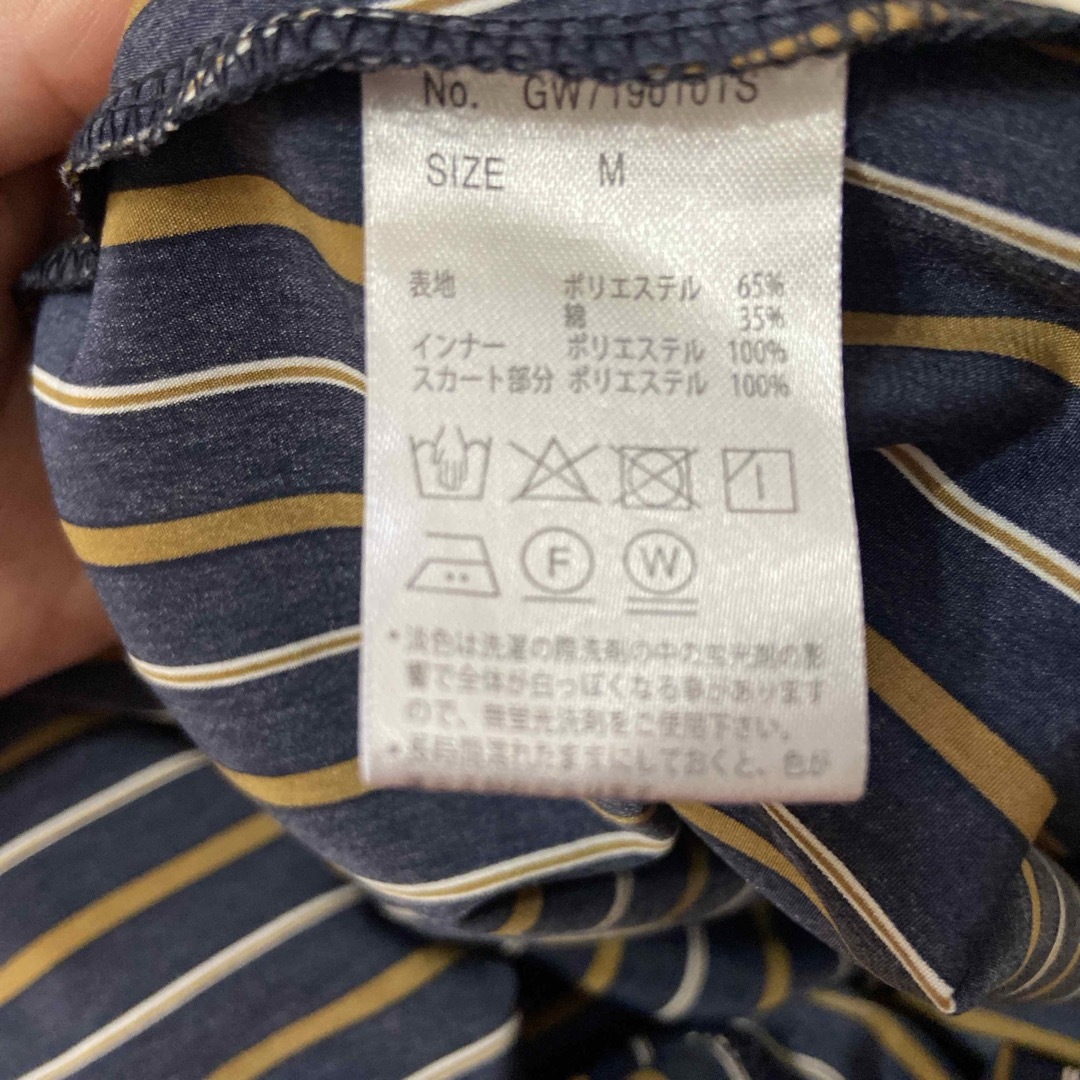 No. GW7190101S
SIZE M
表地 ポリエステル 65%
綿 35%
インナー ポリエステル 100%
スカート部分 ポリエステル 100%
F W
・淡色は洗濯の際洗剤の中の蛍光剤の影
響で全体が白っぽくなる事があります
ので、無蛍光洗剤をご使用下さい。
・長時間濡れたままにしておくと、色が